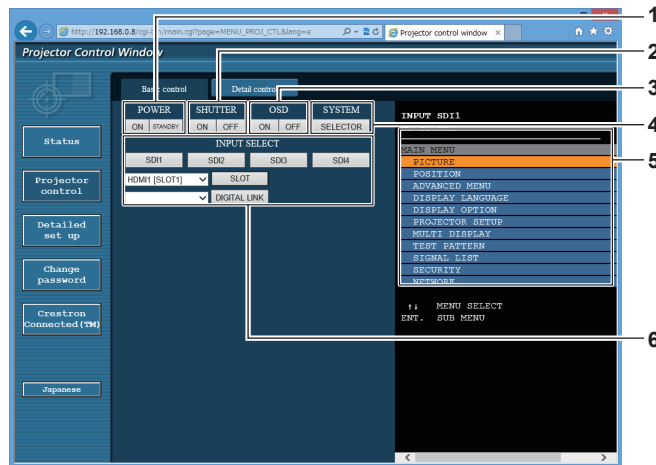 http://192.168.0.8/cgi-bin/main.cgi?page=MENU_PROJ_CTL&lang=e
Projector control window ×
Projector Control Window
Basic control
Detail control
POWER
SHUTTER
OSD
SYSTEM
ON STANDBY
ON OFF
ON OFF
SELECTOR
INPUT SELECT
SDI1 SDI2 SDI3 SDI4
HDMI1 [SLOT1] SLOT
DIGITAL LINK
Status
Projector
control
Detailed
set up
Change
password
Crestron
Connected(TM)
Japanese
INPUT SDI1
MAIN MENU
PICTURE
POSITION
ADVANCED MENU
DISPLAY LANGUAGE
DISPLAY OPTION
PROJECTOR SETUP
MULTI DISPLAY
TEST PATTERN
SIGNAL LIST
SECURITY
NETWORK
↑↓ MENU SELECT
ENT. SUB MENU
1
2
3
4
5
6